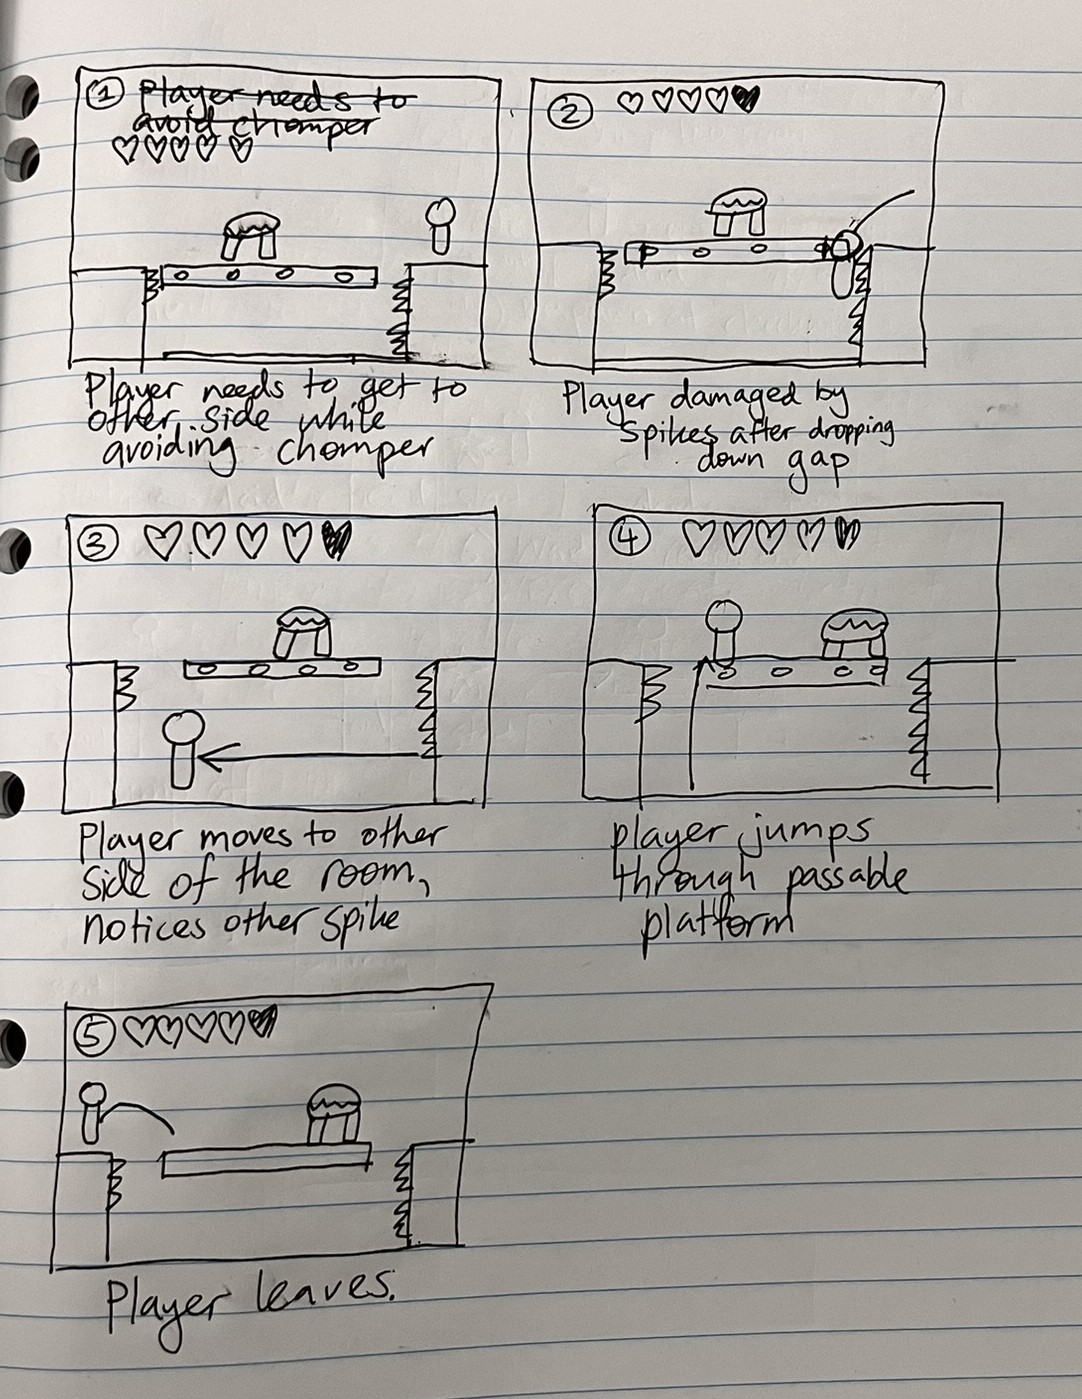 ① Player needs to
avoid chomper
Player needs to get to
other side while
avoiding chomper
②
Player damaged by
spikes after dropping
down gap
③
Player moves to other
side of the room,
notices other spike
④
player jumps
through passable
platform
⑤
Player leaves.